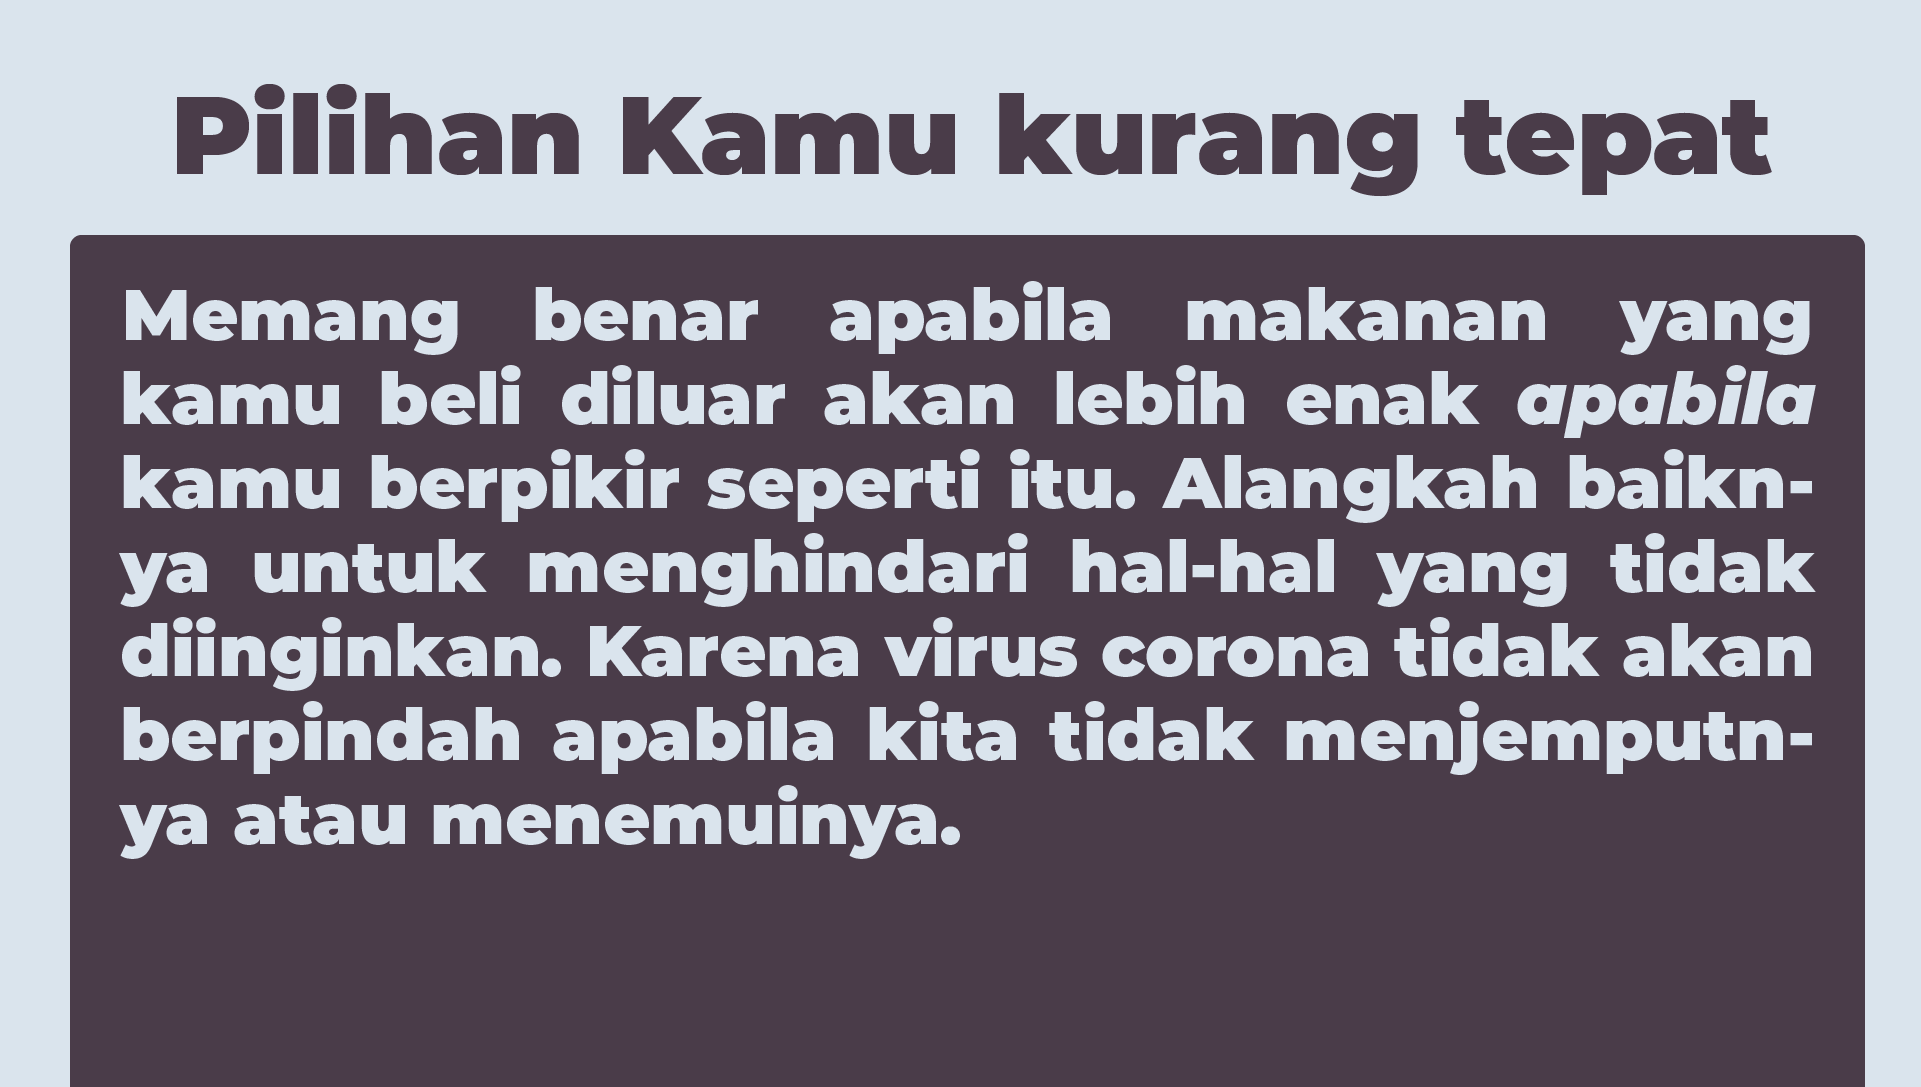 Pilihan Kamu kurang tepat
Memang benar apabila makanan yang
kamu beli diluar akan lebih enak apabila
kamu berpikir seperti itu. Alangkah baikn-
ya untuk menghindari hal-hal yang tidak
diinginkan. Karena virus corona tidak akan
berpindah apabila kita tidak menjemputn-
ya atau menemuinya.